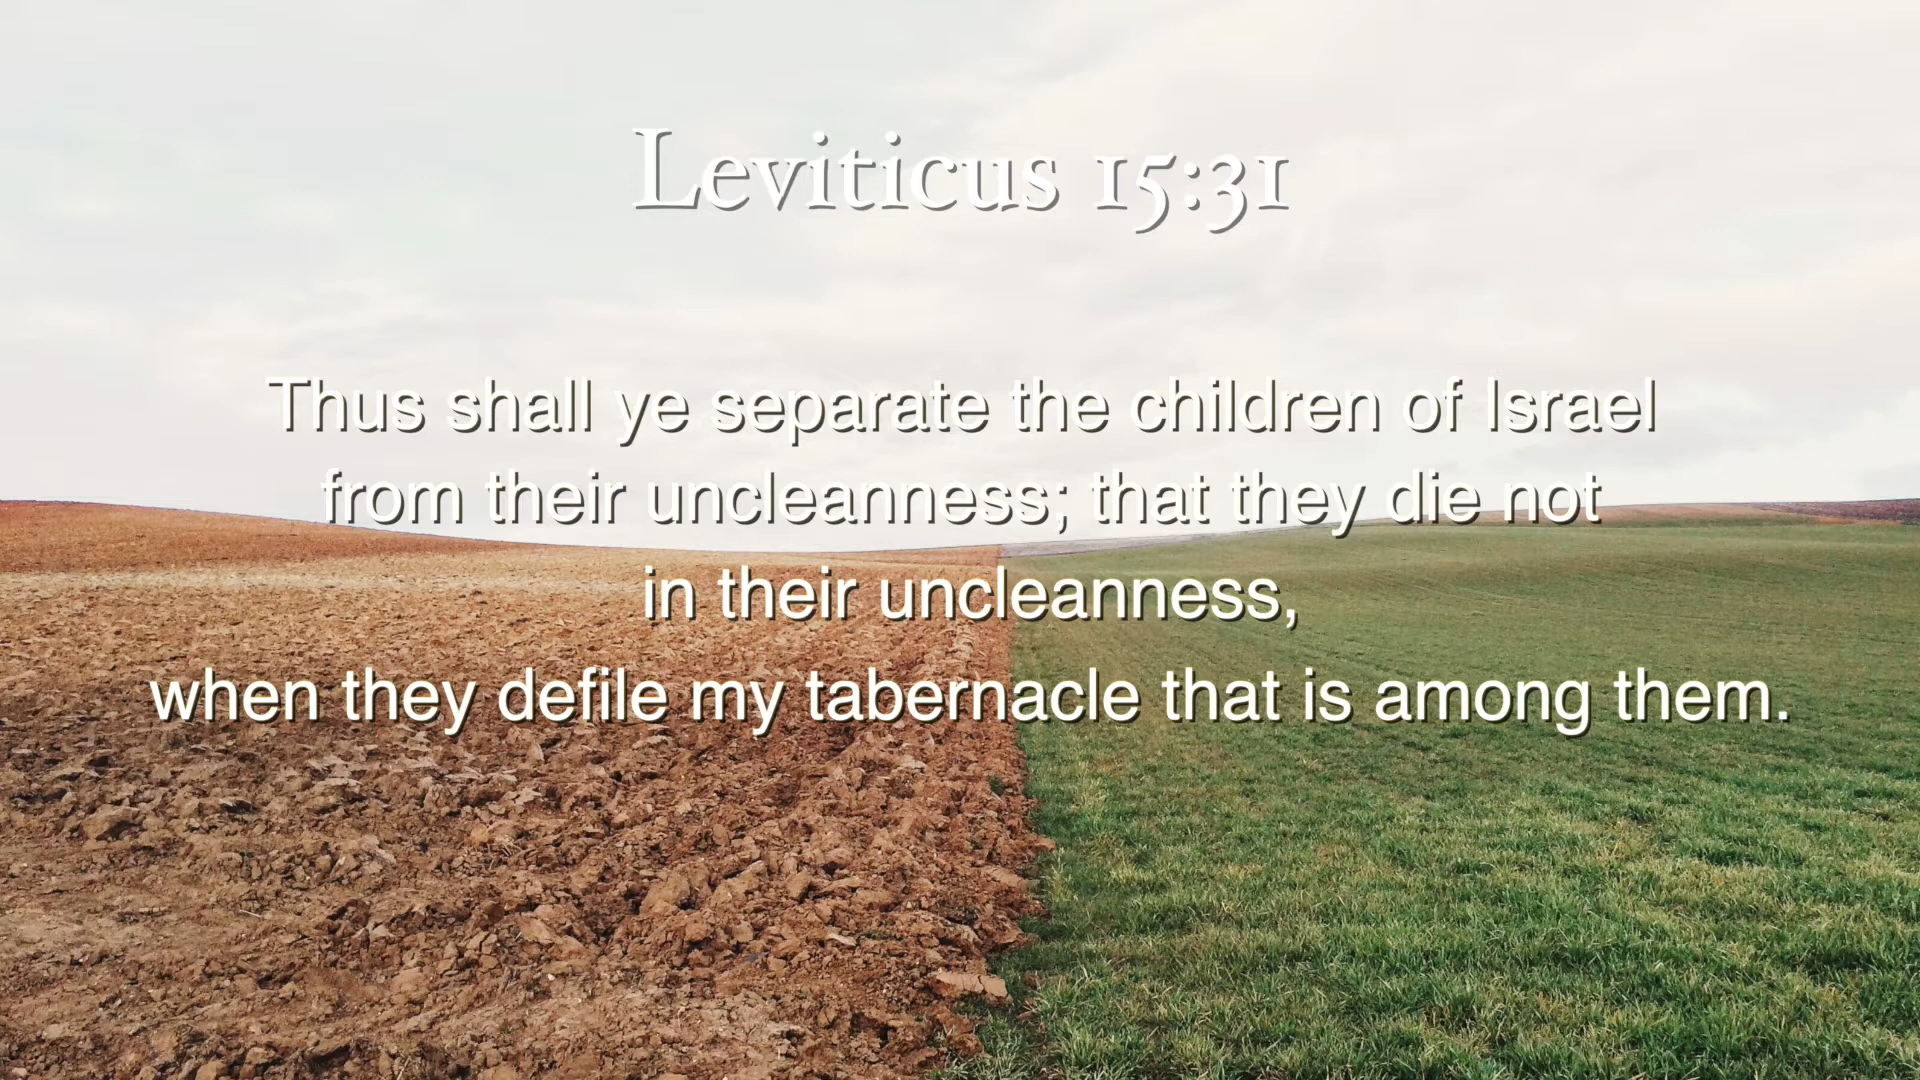 Leviticus 15:31
Thus shall ye separate the children of Israel
from their uncleanness; that they die not
in their uncleanness,
when they defile my tabernacle that is among them.